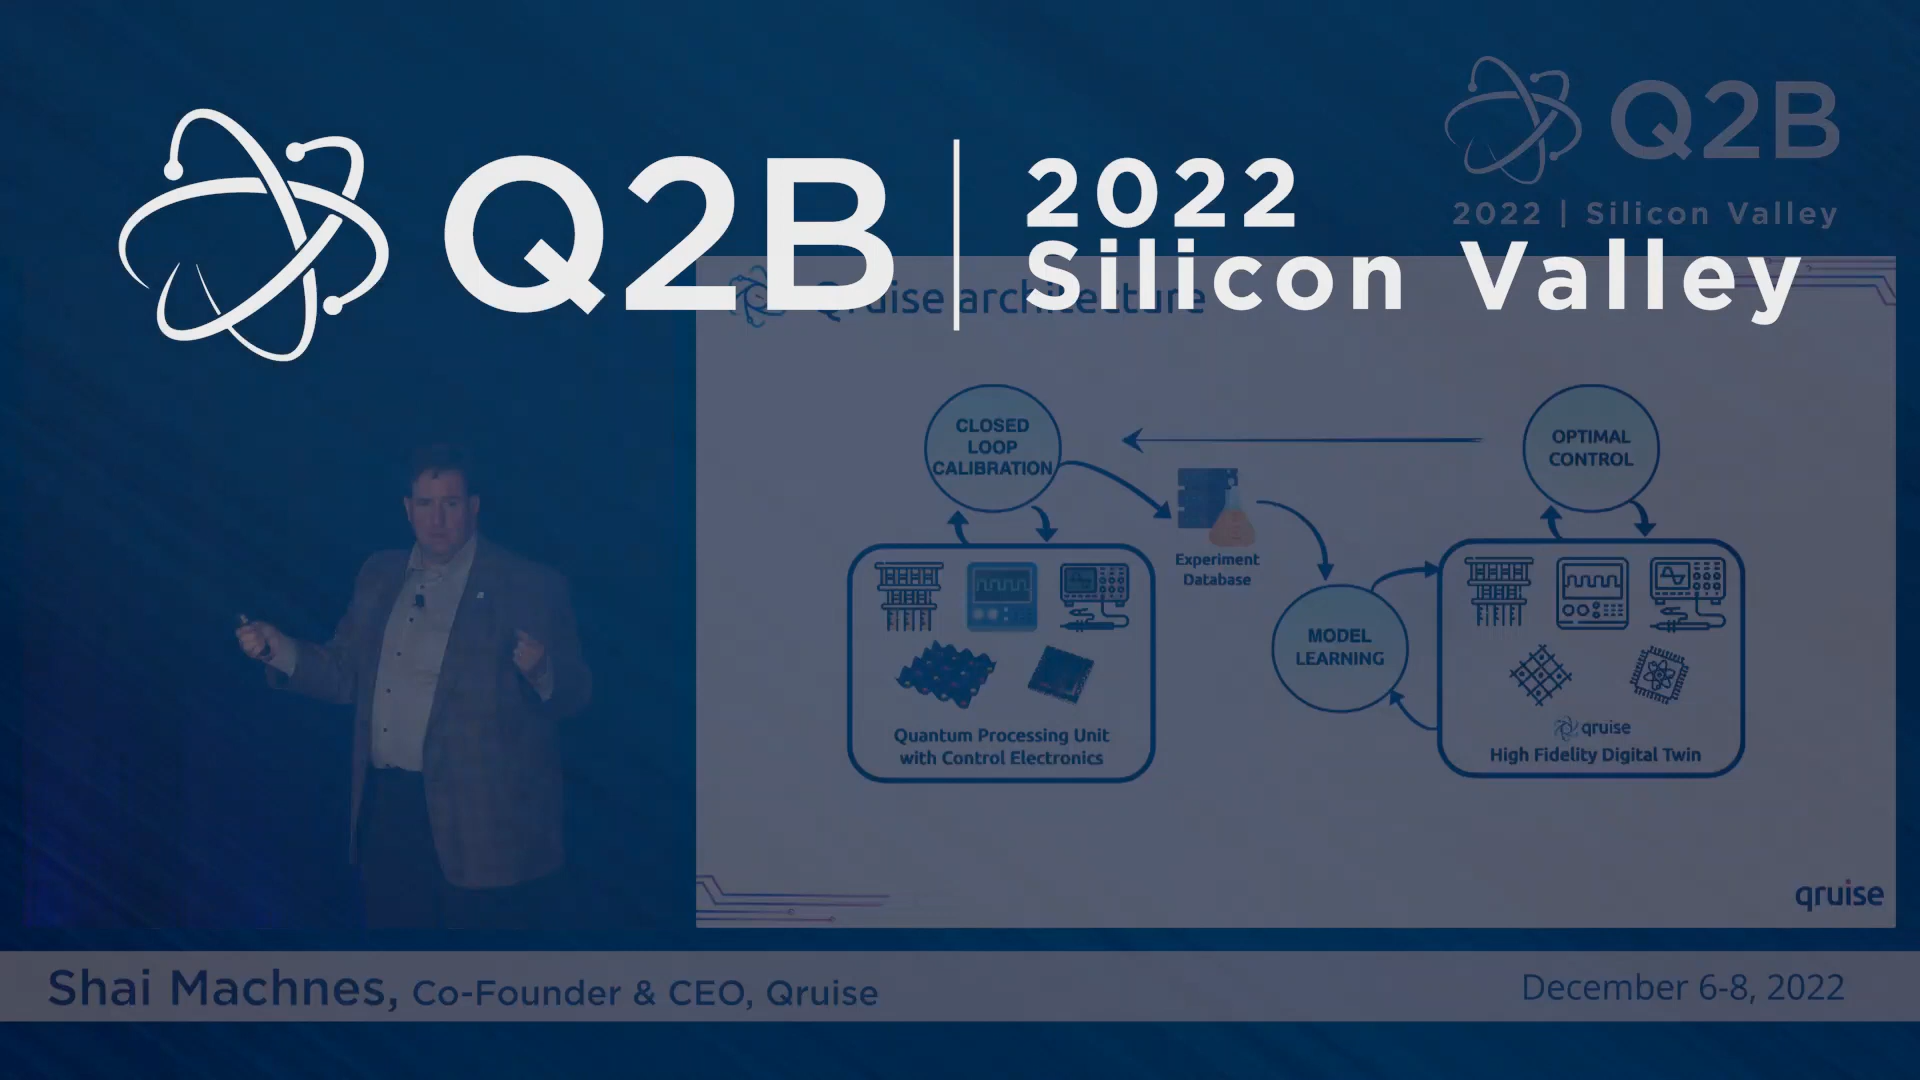 Q2B
2022
Silicon Valley
Q2B
2022 | Silicon Valley
Qruise architecture
CLOSED
LOOP
CALIBRATION
OPTIMAL
CONTROL
Experiment
Database
MODEL
LEARNING
Quantum Processing Unit
with Control Electronics
qruise
High Fidelity Digital Twin
qruise
Shai Machnes, Co-Founder & CEO, Qruise
December 6-8, 2022